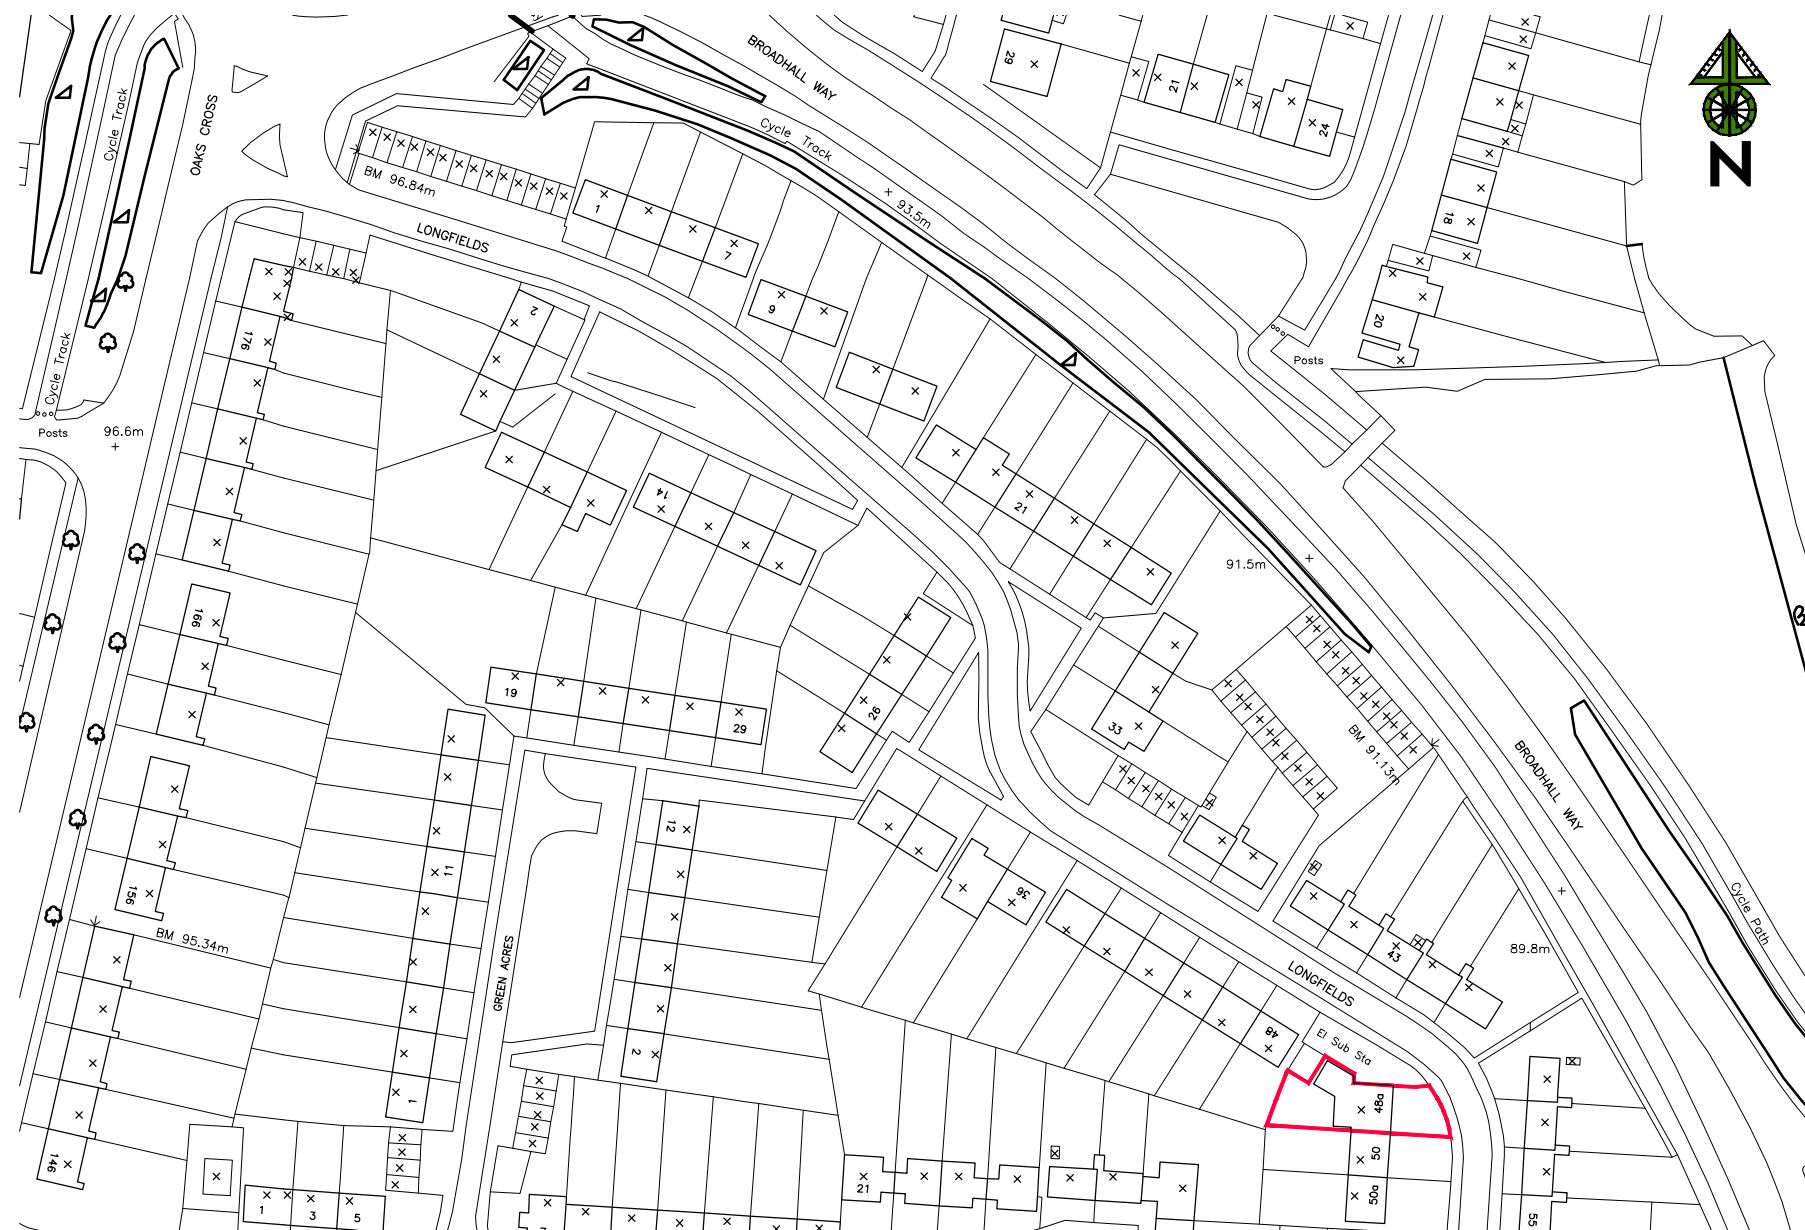 BROADHALL WAY
29
21
24
N
Cycle Track
OAKS CROSS
Cycle Track
BM 96.84m
1
7
93.5m
18
LONGFIELDS
9
2
20
Posts
176
Cycle Track
Posts
96.6m
14
21
91.5m
166
19
29
26
33
BM 91.13m
BROADHALL WAY
12
11
156
36
Cycle Path
BM 95.34m
43
89.8m
GREEN ACRES
LONGFIELDS
48
El Sub Sta
2
1
48a
146
50
21
50a
1
3
5
55